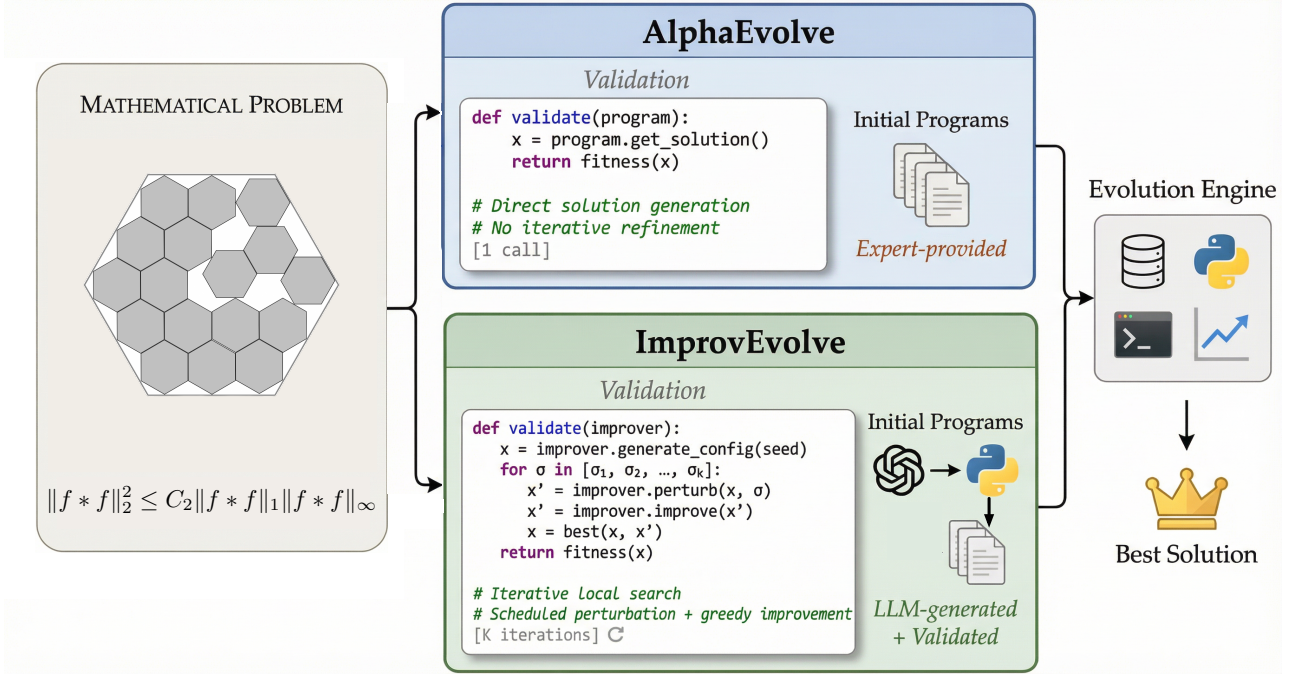 MATHEMATICAL PROBLEM
‖f ∗ f‖₂² ≤ C₂‖f ∗ f‖₁‖f ∗ f‖∞
AlphaEvolve
Validation
def validate(program):
    x = program.get_solution()
    return fitness(x)
# Direct solution generation
# No iterative refinement
[1 call]
Initial Programs
Expert-provided
ImprovEvolve
Validation
def validate(improver):
    x = improver.generate_config(seed)
    for σ in [σ₁, σ₂, …, σₖ]:
        x’ = improver.perturb(x, σ)
        x’ = improver.improve(x’)
        x = best(x, x’)
    return fitness(x)
# Iterative local search
# Scheduled perturbation + greedy improvement
[K iterations]
Initial Programs
LLM-generated
+ Validated
Evolution Engine
>_
Best Solution